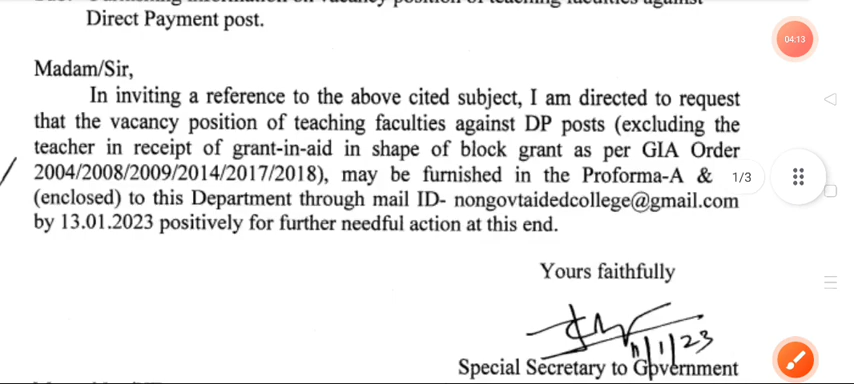 Direct Payment post.
Madam/Sir,
In inviting a reference to the above cited subject, I am directed to request
that the vacancy position of teaching faculties against DP posts (excluding the
teacher in receipt of grant-in-aid in shape of block grant as per GIA Order
2004/2008/2009/2014/2017/2018), may be furnished in the Proforma-A &
(enclosed) to this Department through mail ID- nongovtaidedcollege@gmail.com
by 13.01.2023 positively for further needful action at this end.
Yours faithfully
11/1/23
Special Secretary to Government
04:13
1/3